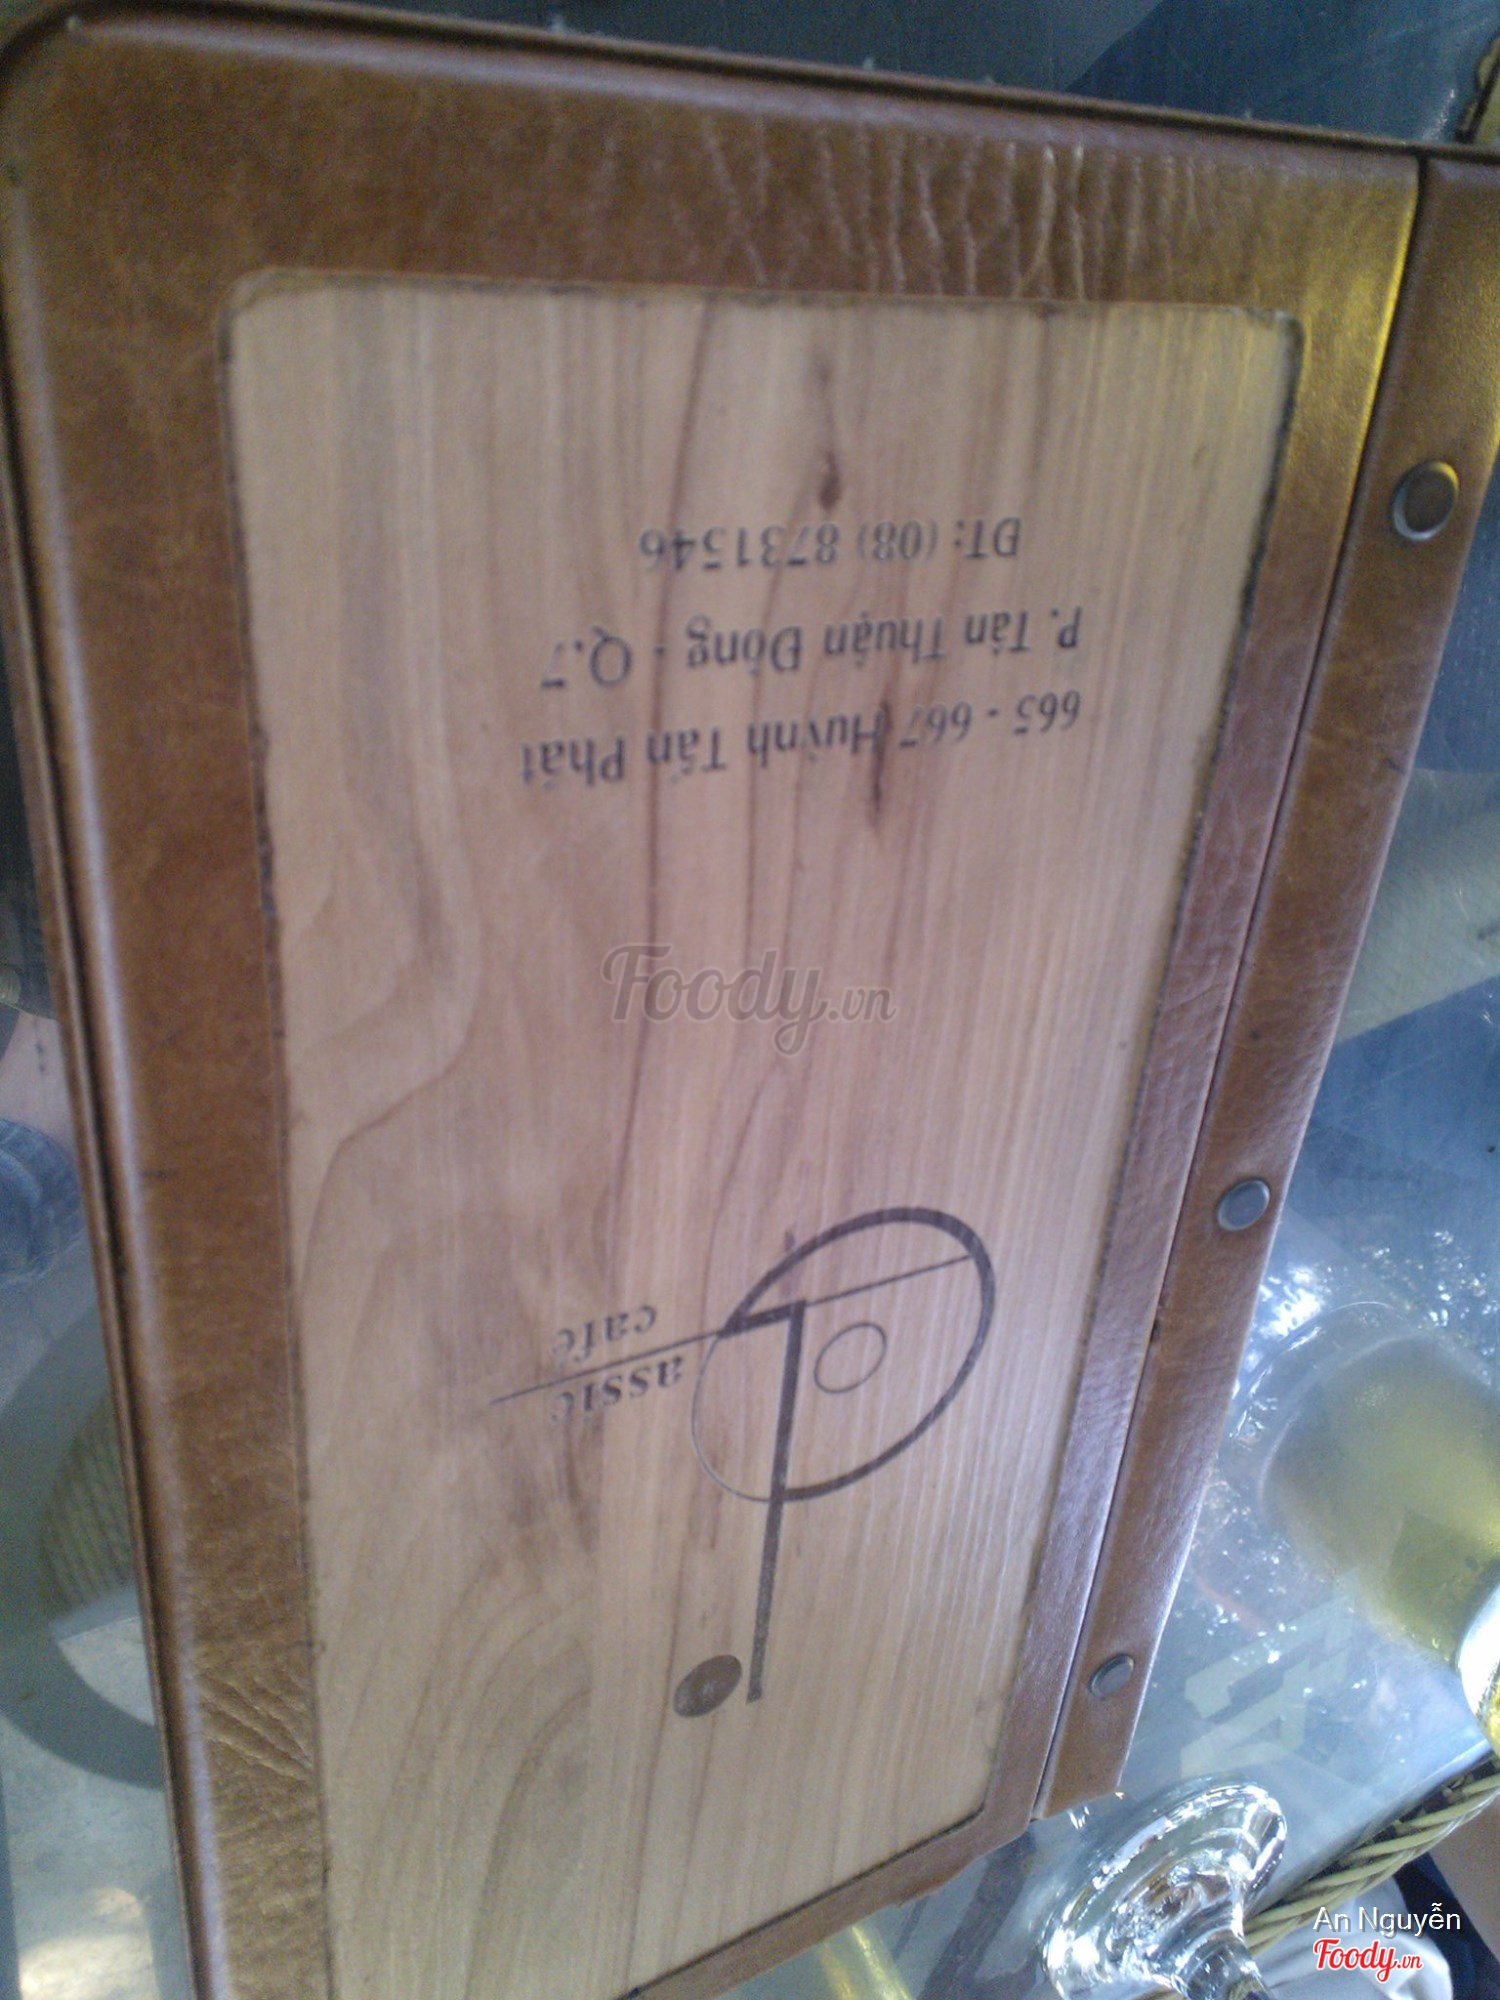 assic
café
665 - 667 Huỳnh Tấn Phát
P. Tân Thuận Đông - Q.7
ĐT: (08) 8731546
Foody.vn
An Nguyễn
Foody.vn